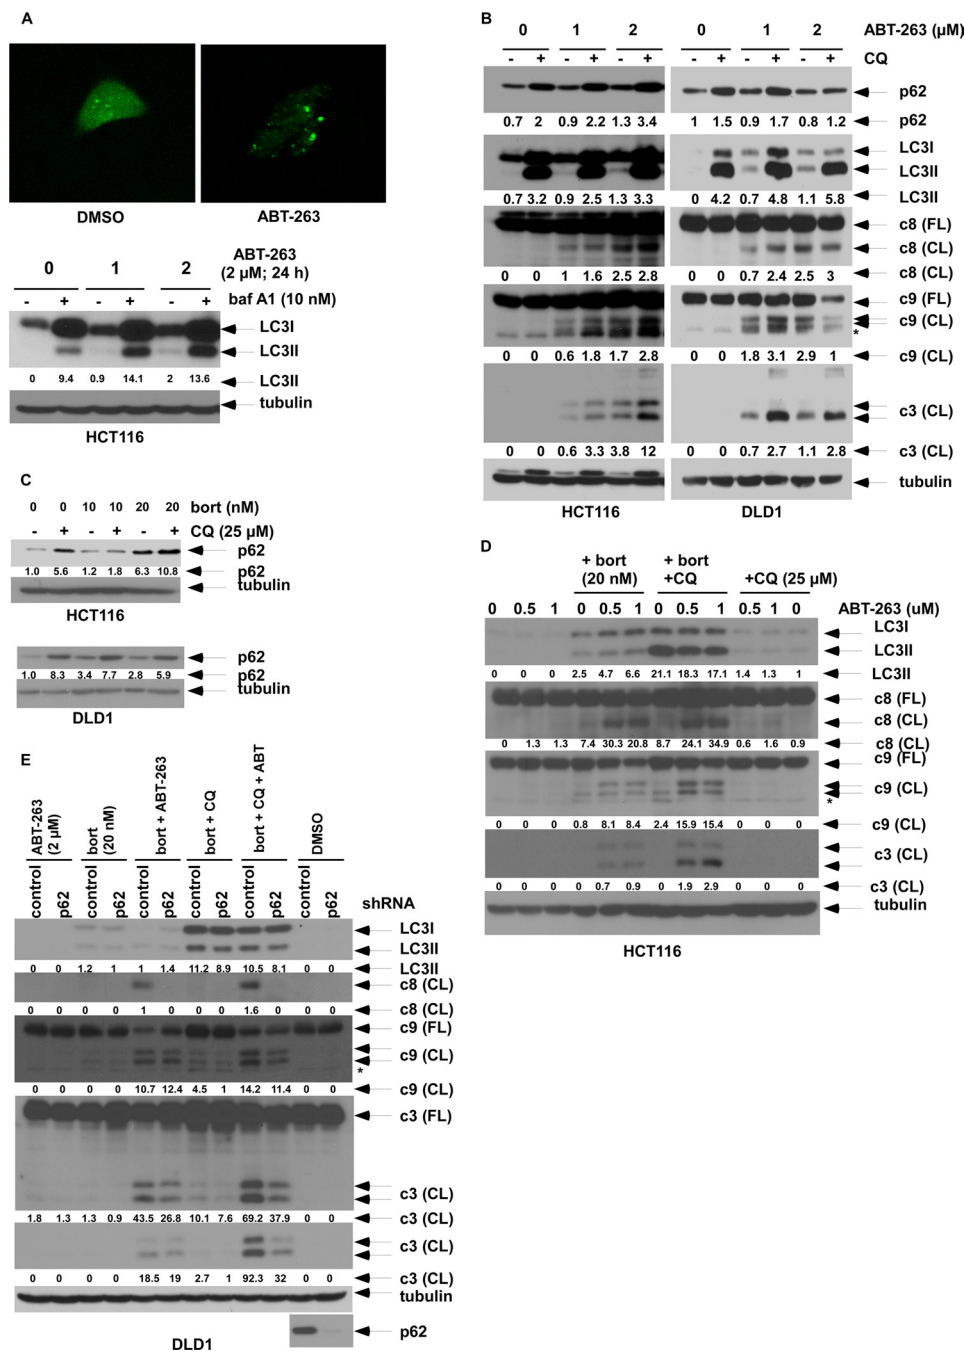 A
DMSO
ABT-263
ABT-263
(2 µM; 24 h)
0 1 2
- + - + - + baf A1 (10 nM)
LC3I
LC3II
0 9.4 0.9 14.1 2 13.6 LC3II
tubulin
HCT116
B
0 1 2 0 1 2 ABT-263 (µM)
- + - + - + - + - + - + CQ
p62
0.7 2 0.9 2.2 1.3 3.4 1 1.5 0.9 1.7 0.8 1.2 p62
LC3I
LC3II
0.7 3.2 0.9 2.5 1.3 3.3 0 4.2 0.7 4.8 1.1 5.8 LC3II
c8 (FL)
c8 (CL)
0 0 1 1.6 2.5 2.8 0 0 0.7 2.4 2.5 3 c8 (CL)
c9 (FL)
c9 (CL)
*
0 0 0.6 1.8 1.7 2.8 0 0 1.8 3.1 2.9 1 c9 (CL)
c3 (CL)
0 0 0.6 3.3 3.8 12 0 0 0.7 2.7 1.1 2.8 c3 (CL)
tubulin
HCT116 DLD1
C
0 0 10 10 20 20 bort (nM)
- + - + - + CQ (25 µM)
p62
1.0 5.6 1.2 1.8 6.3 10.8 p62
tubulin
HCT116
p62
1.0 8.3 3.4 7.7 2.8 5.9 p62
tubulin
DLD1
D
+ bort
(20 nM)
+ bort
+CQ
+CQ (25 µM)
0 0.5 1 0 0.5 1 0 0.5 1 0.5 1 0 ABT-263 (uM)
LC3I
LC3II
0 0 0 2.5 4.7 6.6 21.1 18.3 17.1 1.4 1.3 1 LC3II
c8 (FL)
c8 (CL)
0 1.3 1.3 7.4 30.3 20.8 8.7 24.1 34.9 0.6 1.6 0.9 c8 (CL)
c9 (FL)
c9 (CL)
*
0 0 0 0.8 8.1 8.4 2.4 15.9 15.4 0 0 0 c9 (CL)
c3 (CL)
0 0 0 0 0.7 0.9 0 1.9 2.9 0 0 0 c3 (CL)
tubulin
HCT116
E
ABT-263
(2 µM)
bort
(20 nM)
bort + ABT-263
bort + CQ
bort + CQ + ABT
DMSO
control p62 control p62 control p62 control p62 control p62 control p62 shRNA
LC3I
LC3II
0 0 1.2 1 1 1.4 11.2 8.9 10.5 8.1 0 0 LC3II
c8 (CL)
0 0 0 0 1 0 0 0 1.6 0 0 0 c8 (CL)
c9 (FL)
c9 (CL)
*
0 0 0 0 10.7 12.4 4.5 1 14.2 11.4 0 0 c9 (CL)
c3 (FL)
c3 (CL)
1.8 1.3 1.3 0.9 43.5 26.8 10.1 7.6 69.2 37.9 0 0 c3 (CL)
c3 (CL)
0 0 0 0 18.5 19 2.7 1 92.3 32 0 0 c3 (CL)
tubulin
p62
DLD1